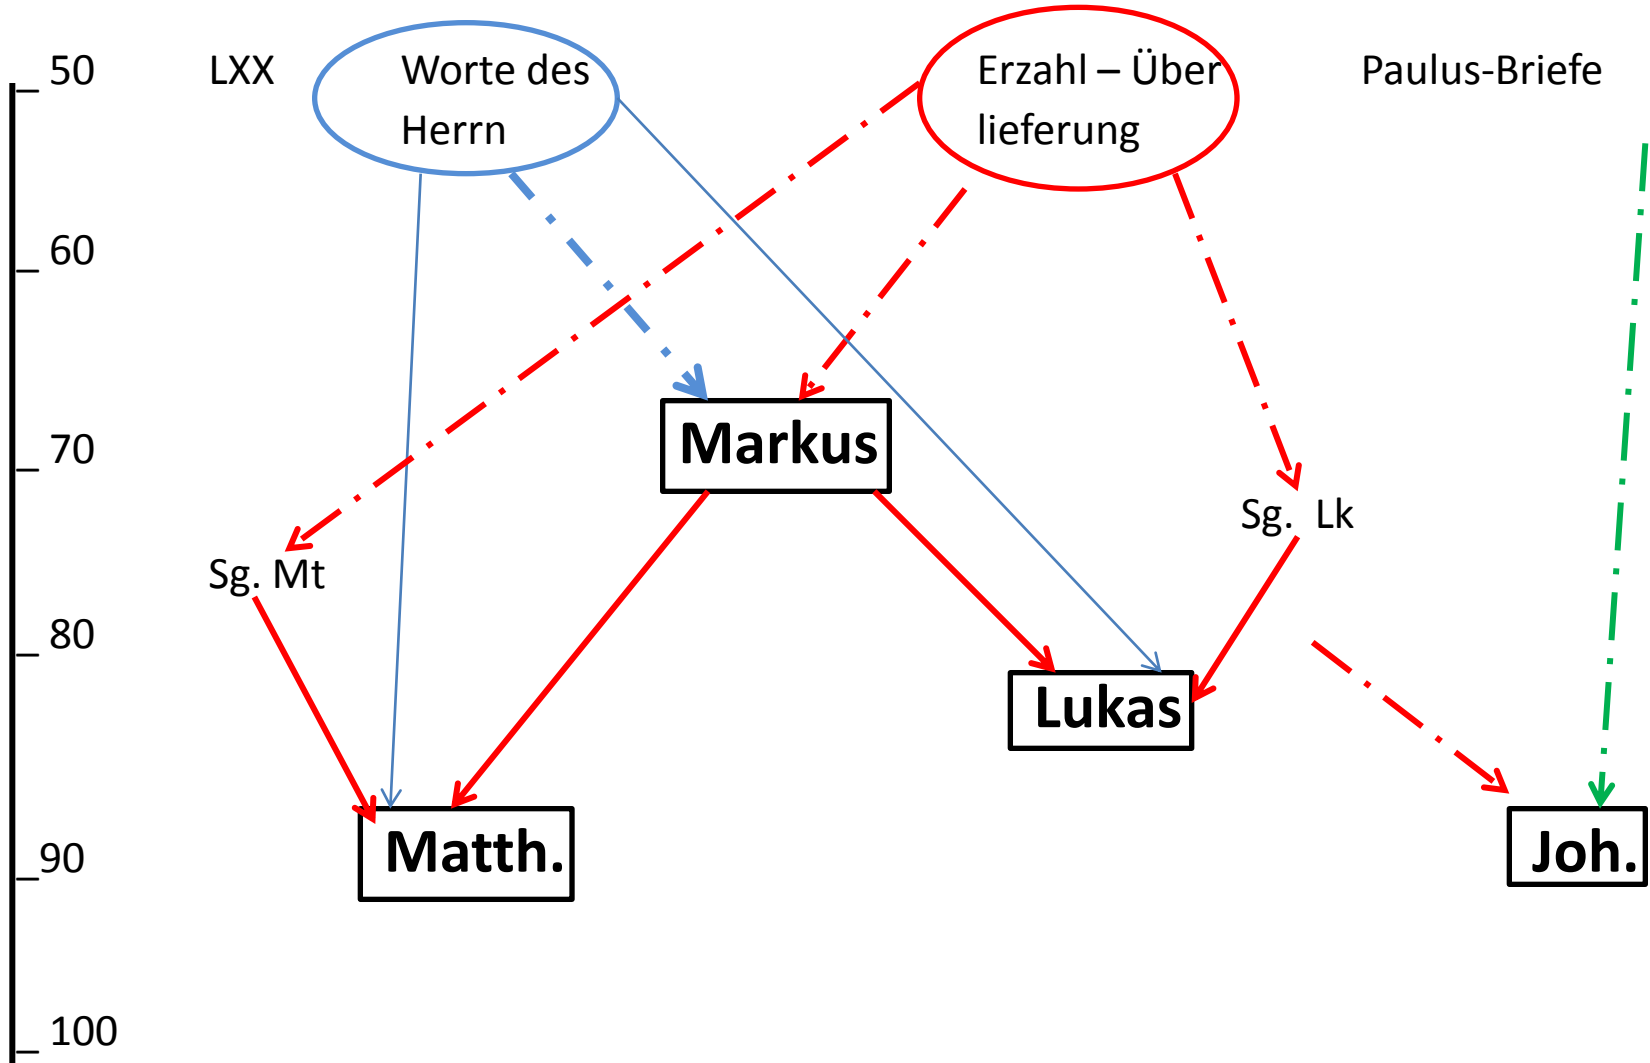 50
LXX
Worte des
Herrn
Erzahl – Über
lieferung
Paulus-Briefe
60
Markus
70
Sg. Lk
Sg. Mt
80
Lukas
Matth.
Joh.
90
100